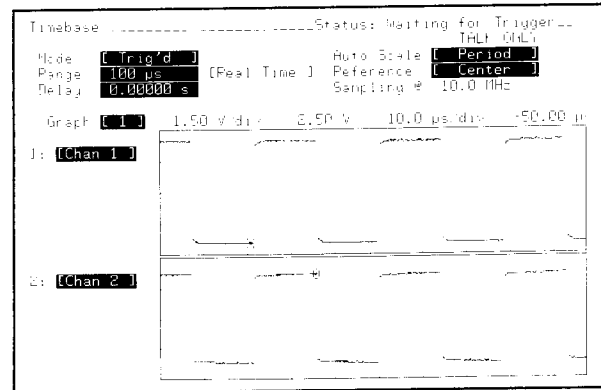 Timebase Status: Waiting for Trigger
TALK ONLY
Mode [ Trig'd ] Auto Scale [ Period ]
Range 100 µs [Real Time ] Reference [ Center ]
Delay 0.00000 s Sampling @ 10.0 MHz
Graph [ 1 ] 1.50 V/div 2.50 V 10.0 µs/div -50.00 µ
1: [Chan 1 ]
2: [Chan 2 ]